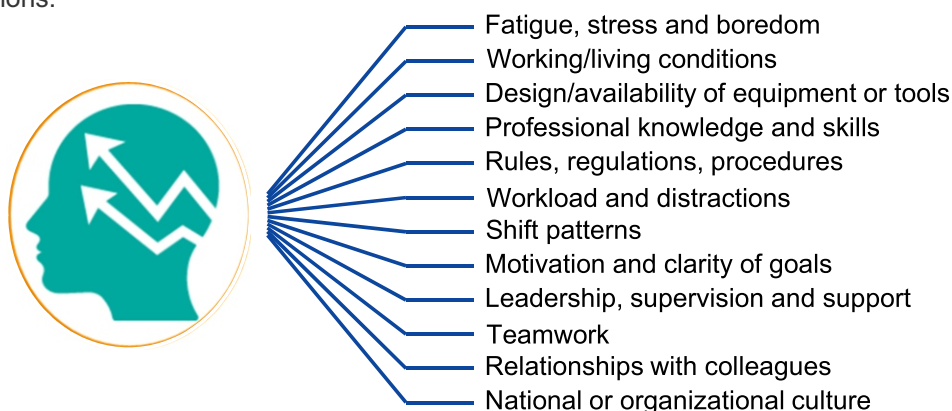 Fatigue, stress and boredom
Working/living conditions
Design/availability of equipment or tools
Professional knowledge and skills
Rules, regulations, procedures
Workload and distractions
Shift patterns
Motivation and clarity of goals
Leadership, supervision and support
Teamwork
Relationships with colleagues
National or organizational culture